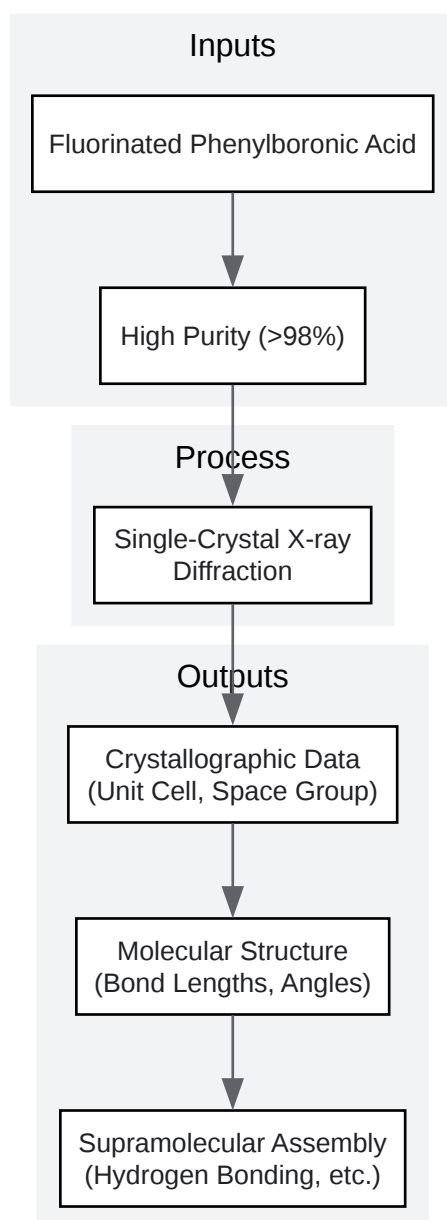 Inputs
Fluorinated Phenylboronic Acid
High Purity (>98%)
Process
Single-Crystal X-ray
Diffraction
Outputs
Crystallographic Data
(Unit Cell, Space Group)
Molecular Structure
(Bond Lengths, Angles)
Supramolecular Assembly
(Hydrogen Bonding, etc.)